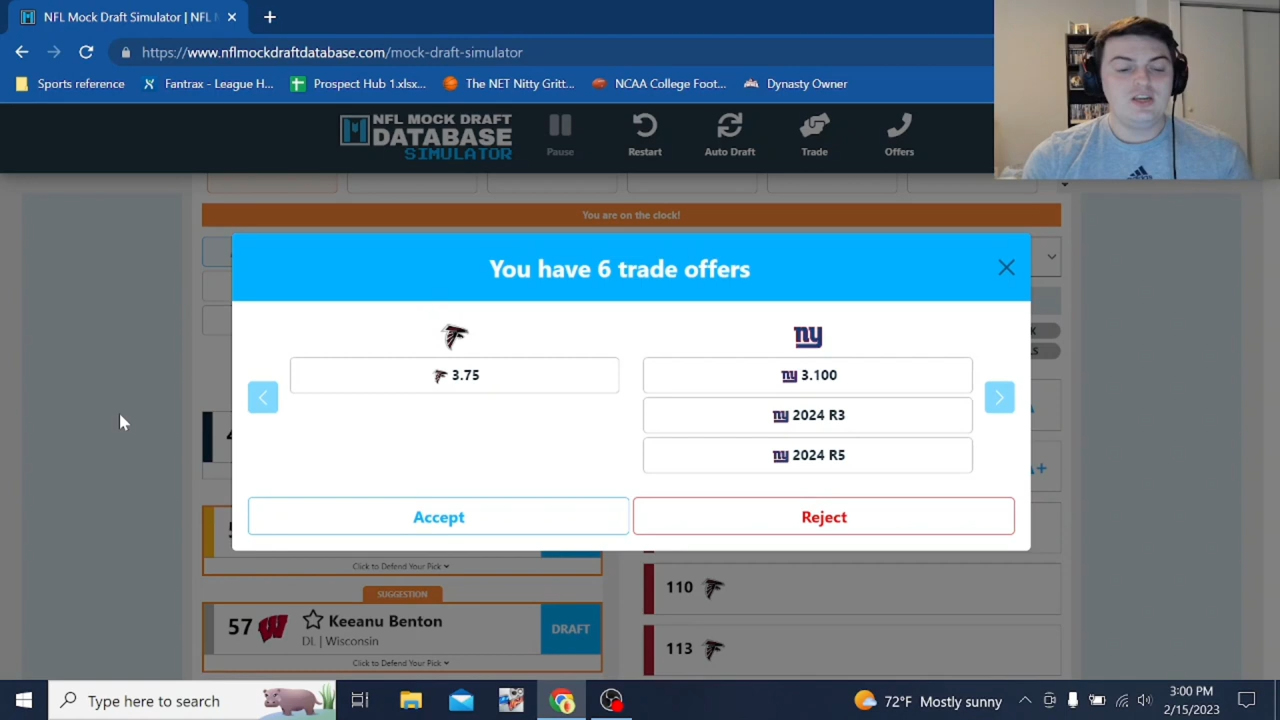 NFL Mock Draft Simulator | NFL M
https://www.nflmockdraftdatabase.com/mock-draft-simulator
Sports reference
Fantrax - League H...
Prospect Hub 1.xlsx...
The NET Nitty Gritt...
NCAA College Foot...
Dynasty Owner
NFL MOCK DRAFT
DATABASE
SIMULATOR
Pause
Restart
Auto Draft
Trade
Offers
You are on the clock!
You have 6 trade offers
3.75
ny
ny 3.100
ny 2024 R3
ny 2024 R5
Accept
Reject
Click to Defend Your Pick
SUGGESTION
57 W Keeanu Benton
DL | Wisconsin
DRAFT
Click to Defend Your Pick
110
113
Type here to search
72°F Mostly sunny
3:00 PM
2/15/2023